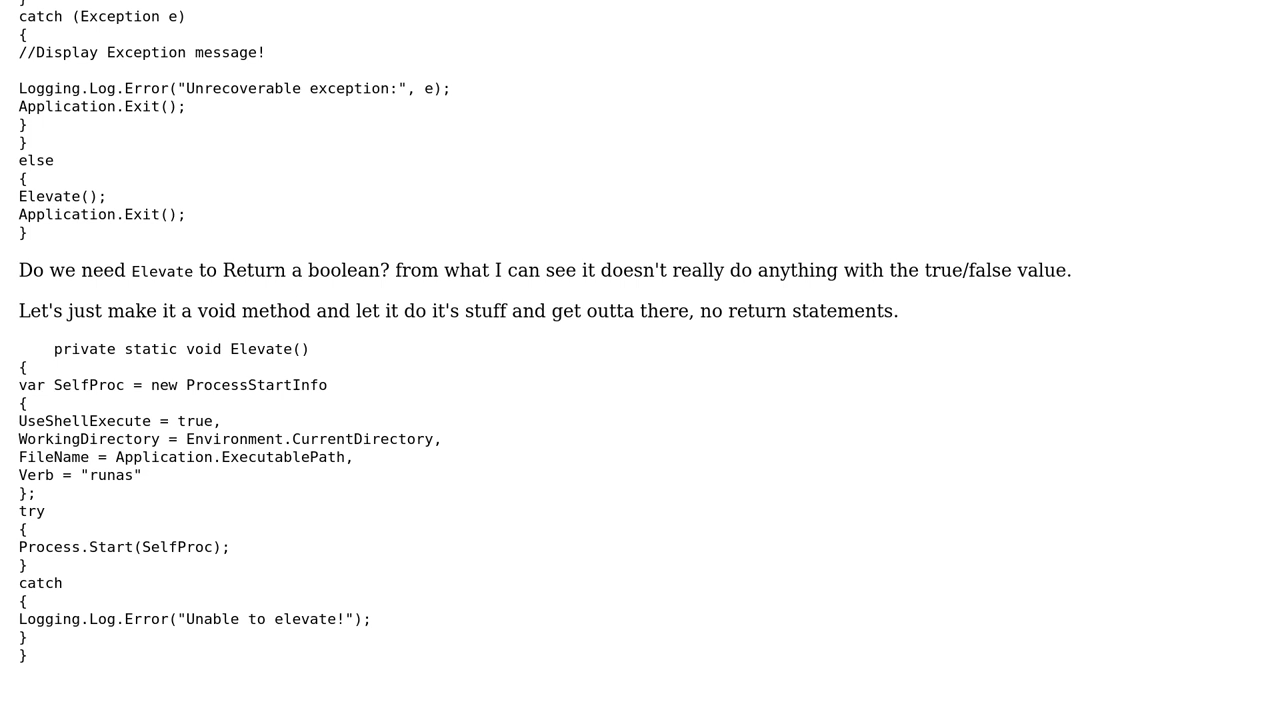 }
catch (Exception e)
{
//Display Exception message!
Logging.Log.Error("Unrecoverable exception:", e);
Application.Exit();
}
}
else
{
Elevate();
Application.Exit();
}
Do we need Elevate to Return a boolean? from what I can see it doesn't really do anything with the true/false value.
Let's just make it a void method and let it do it's stuff and get outta there, no return statements.
private static void Elevate()
{
var SelfProc = new ProcessStartInfo
{
UseShellExecute = true,
WorkingDirectory = Environment.CurrentDirectory,
FileName = Application.ExecutablePath,
Verb = "runas"
};
try
{
Process.Start(SelfProc);
}
catch
{
Logging.Log.Error("Unable to elevate!");
}
}